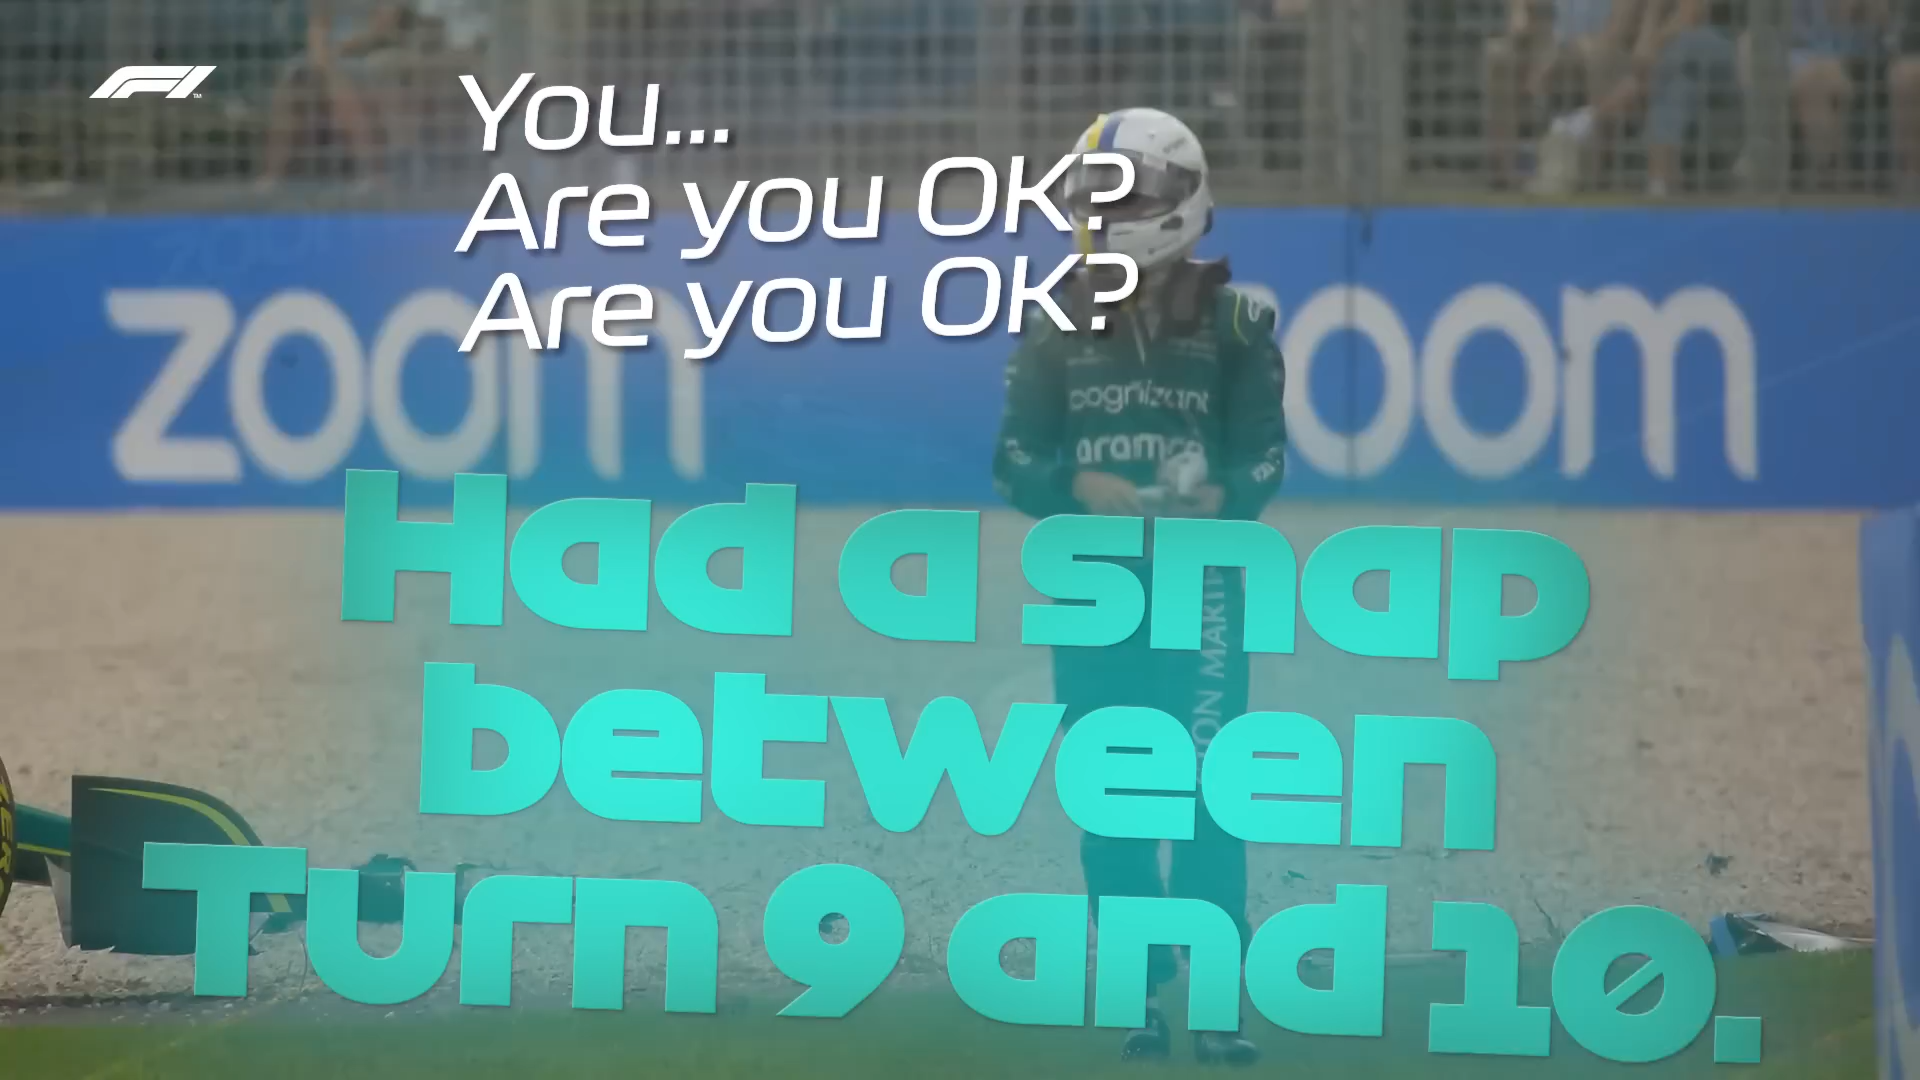 F1
You...
Are you OK?
Are you OK?
zoom
zoom
cognizant
aramco
Had a snap
between
Turn 9 and 10.